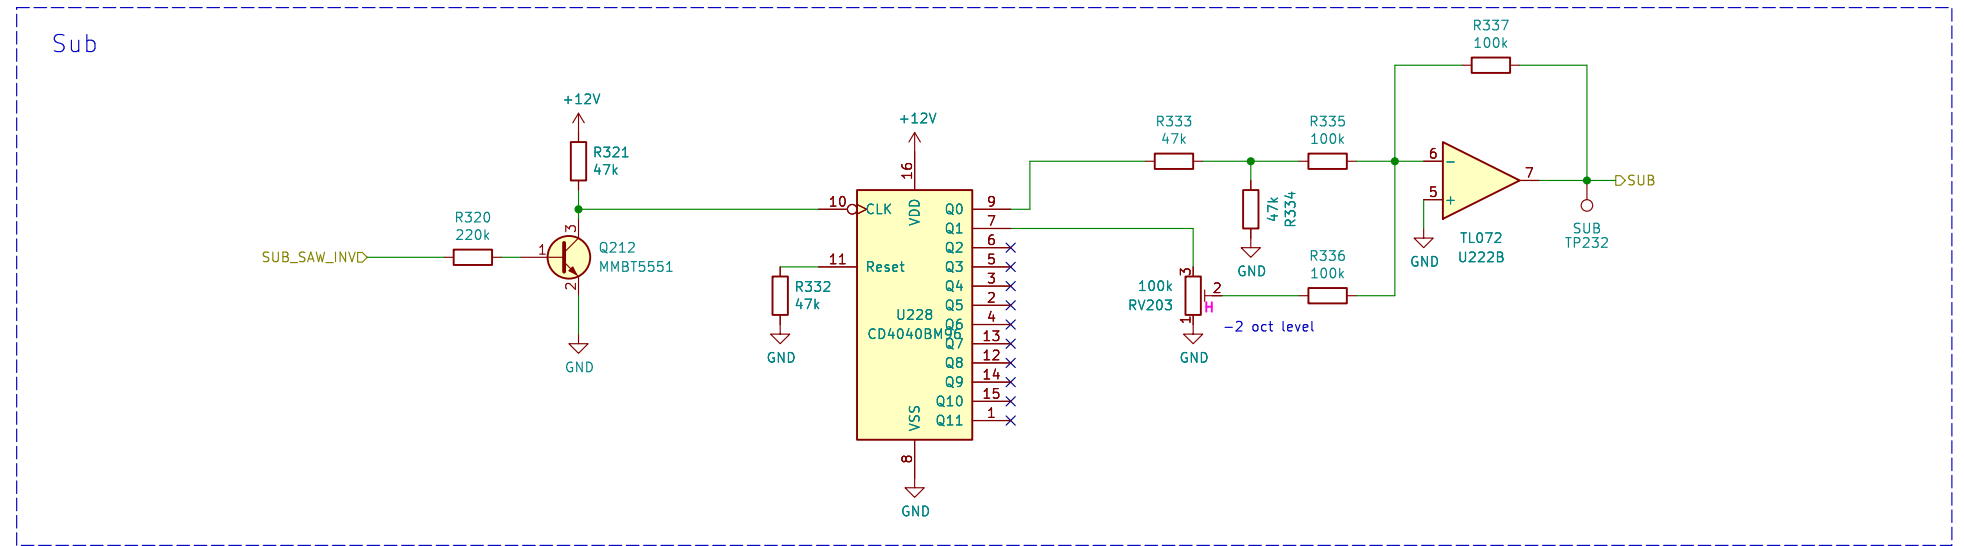 Sub
SUB_SAW_INV
R320
220k
1
+12V
R321
47k
3
Q212
MMBT5551
2
GND
+12V
16
VDD
10
CLK
11
Reset
R332
47k
GND
U228
CD4040BM96
Q0
9
Q1
7
Q2
6
Q3
5
Q4
3
Q5
2
Q6
4
Q7
13
Q8
12
Q9
14
Q10
15
Q11
1
VSS
8
GND
R333
47k
47k
R334
GND
R335
100k
R336
100k
3
100k
RV203
2
H
1
-2 oct level
GND
R337
100k
6
-
5
+
7
TL072
U222B
GND
SUB
SUB
TP232